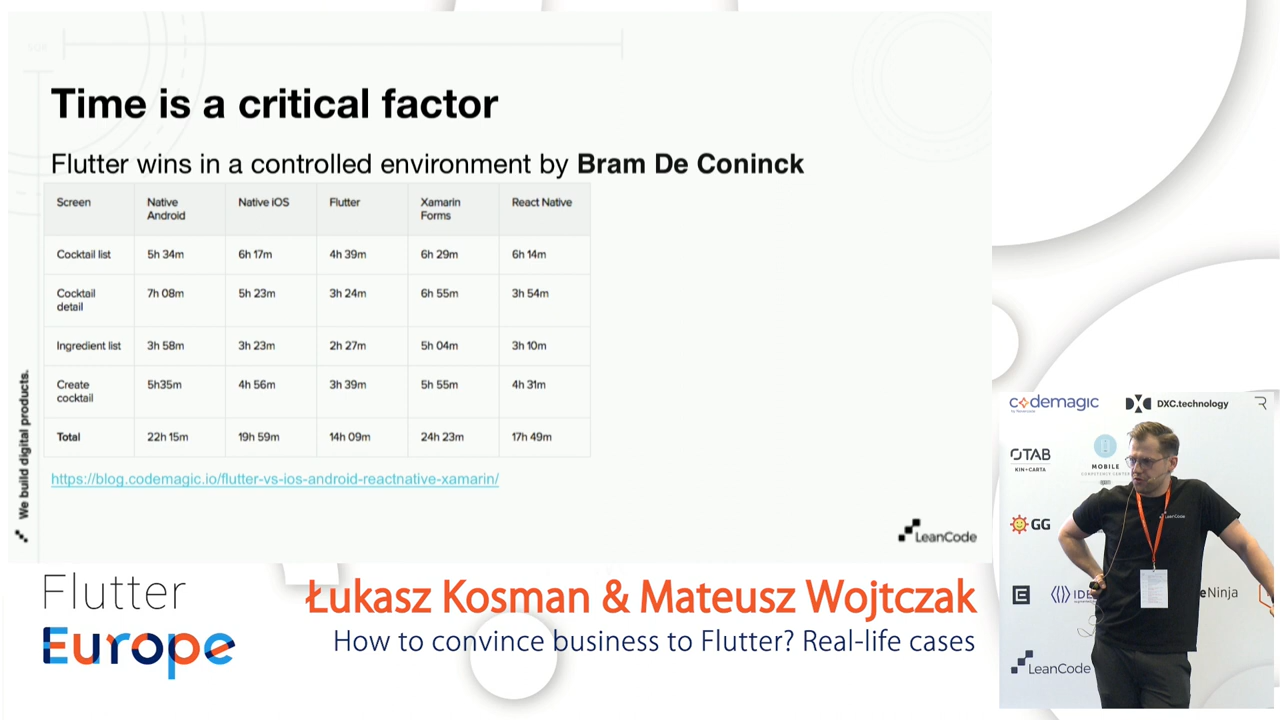 Time is a critical factor
Flutter wins in a controlled environment by Bram De Coninck
Screen Native Android Native iOS Flutter Xamarin Forms React Native
Cocktail list 5h 34m 6h 17m 4h 39m 6h 29m 6h 14m
Cocktail detail 7h 08m 5h 23m 3h 24m 6h 55m 3h 54m
Ingredient list 3h 58m 3h 23m 2h 27m 5h 04m 3h 10m
Create cocktail 5h35m 4h 56m 3h 39m 5h 55m 4h 31m
Total 22h 15m 19h 59m 14h 09m 24h 23m 17h 49m
https://blog.codemagic.io/flutter-vs-ios-android-reactnative-xamarin/
We build digital products.
LeanCode
Flutter
Europe
Łukasz Kosman & Mateusz Wojtczak
How to convince business to Flutter? Real-life cases
codemagic
DXC.technology
OTAB
KIN+CARTA
MOBILE
COMPETENCE CENTER
GG
LeanCode
IDE
eNinja
LeanCode